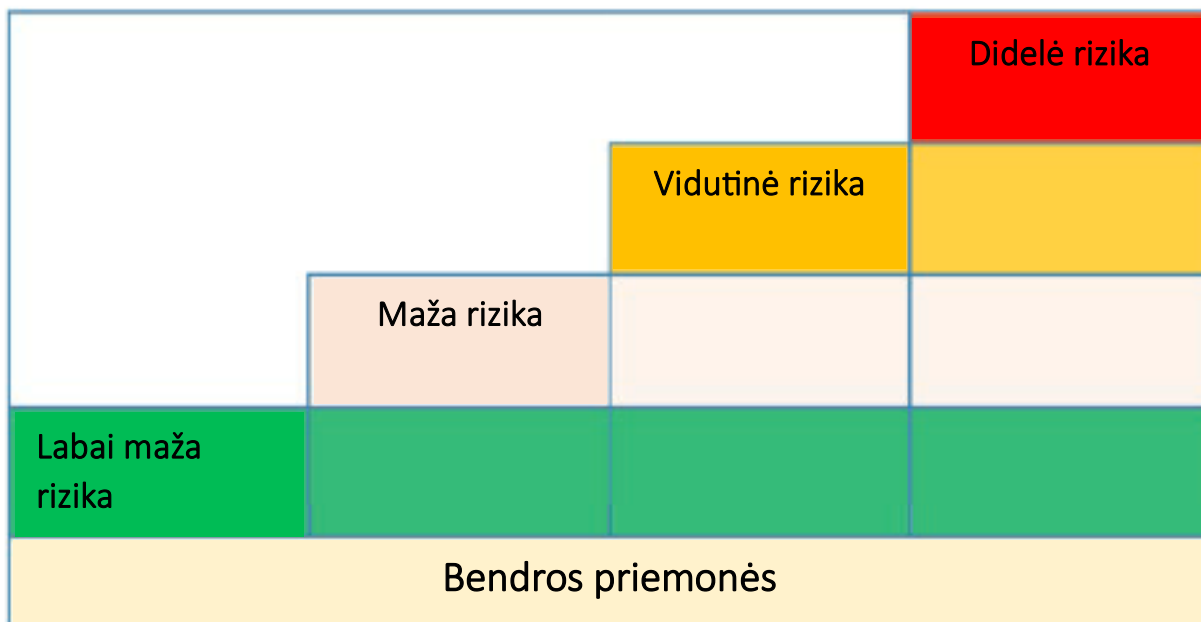 Didelė rizika
Vidutinė rizika
Maža rizika
Labai maža
rizika
Bendros priemonės